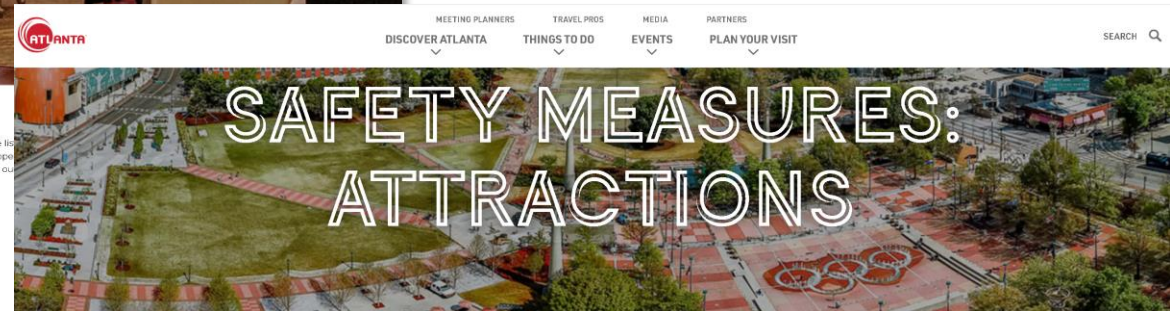 ATLANTA
MEETING PLANNERS TRAVEL PROS MEDIA PARTNERS
DISCOVER ATLANTA THINGS TO DO EVENTS PLAN YOUR VISIT
SEARCH
SAFETY MEASURES:
ATTRACTIONS